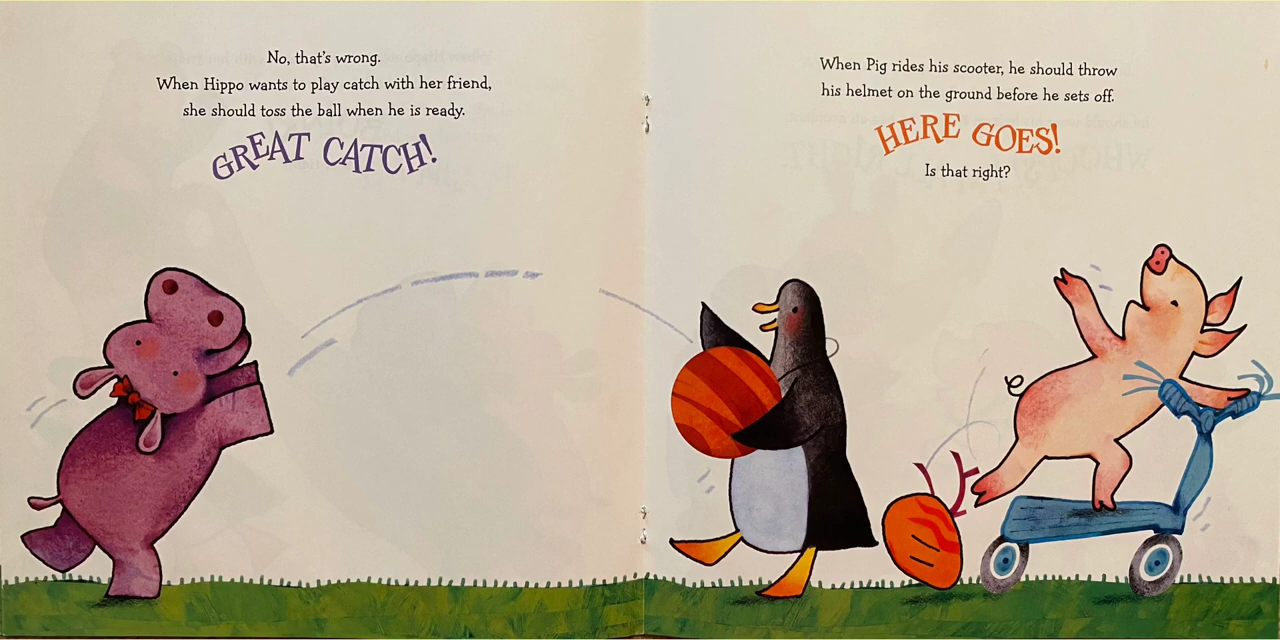 No, that's wrong.
When Hippo wants to play catch with her friend,
she should toss the ball when he is ready.
GREAT CATCH!
When Pig rides his scooter, he should throw
his helmet on the ground before he sets off.
HERE GOES!
Is that right?